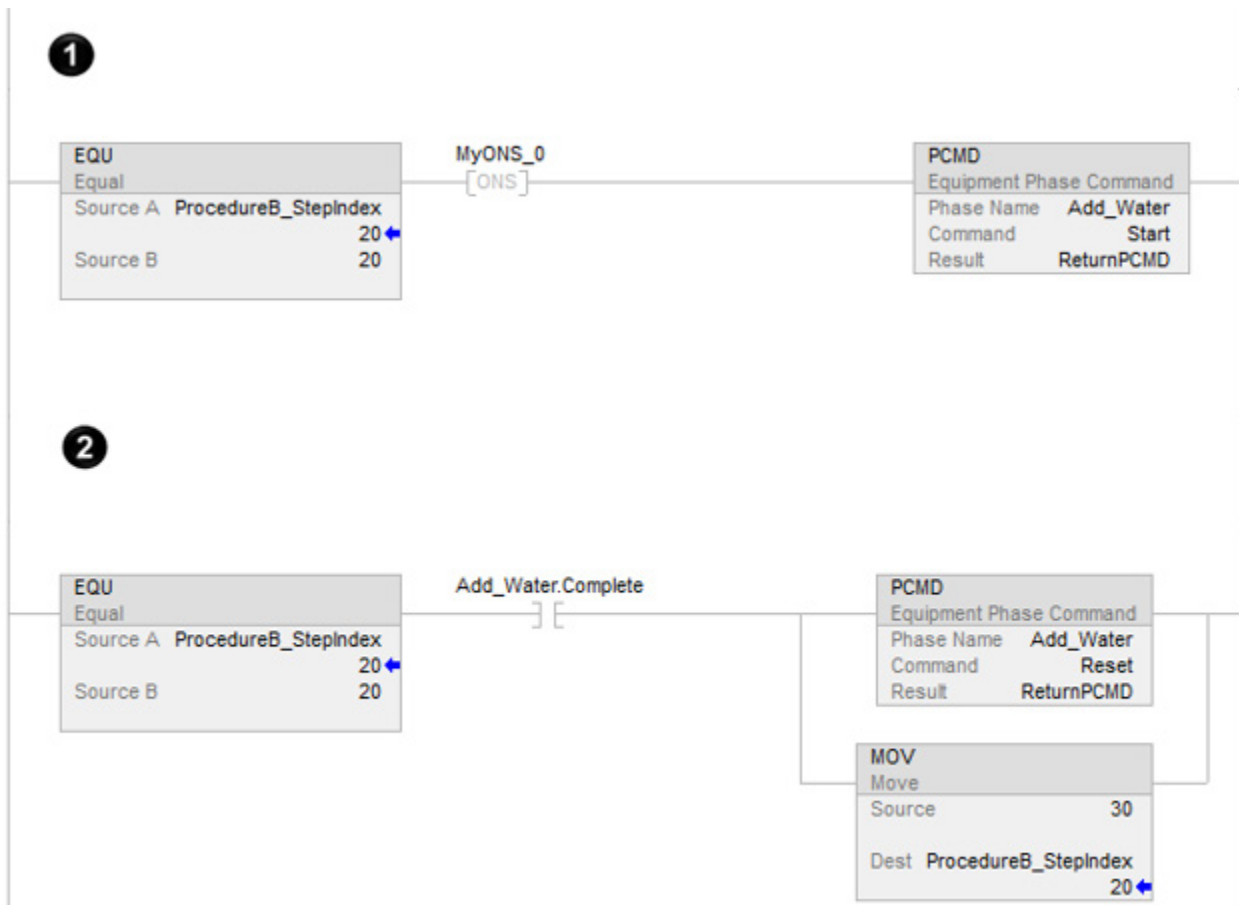 1
EQU
Equal
Source A ProcedureB_StepIndex
20
Source B 20
MyONS_0
ONS
PCMD
Equipment Phase Command
Phase Name Add_Water
Command Start
Result ReturnPCMD
2
EQU
Equal
Source A ProcedureB_StepIndex
20
Source B 20
Add_Water.Complete
PCMD
Equipment Phase Command
Phase Name Add_Water
Command Reset
Result ReturnPCMD
MOV
Move
Source 30
Dest ProcedureB_StepIndex
20